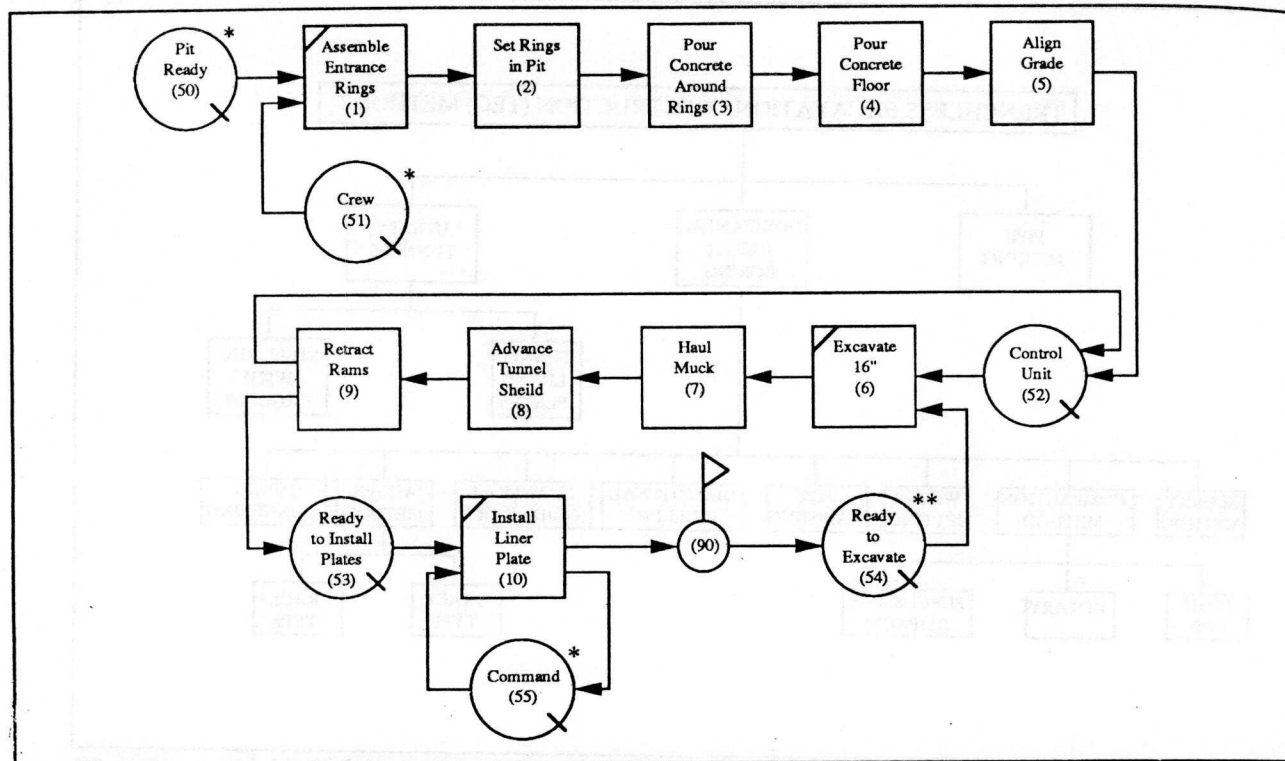 Pit
Ready
(50)
*
Assemble
Entrance
Rings
(1)
Set Rings
in Pit
(2)
Pour
Concrete
Around
Rings (3)
Pour
Concrete
Floor
(4)
Align
Grade
(5)
Crew
(51)
*
Retract
Rams
(9)
Advance
Tunnel
Sheild
(8)
Haul
Muck
(7)
Excavate
16"
(6)
Control
Unit
(52)
Ready
to Install
Plates
(53)
Install
Liner
Plate
(10)
(90)
Ready
to
Excavate
(54)
**
Command
(55)
*